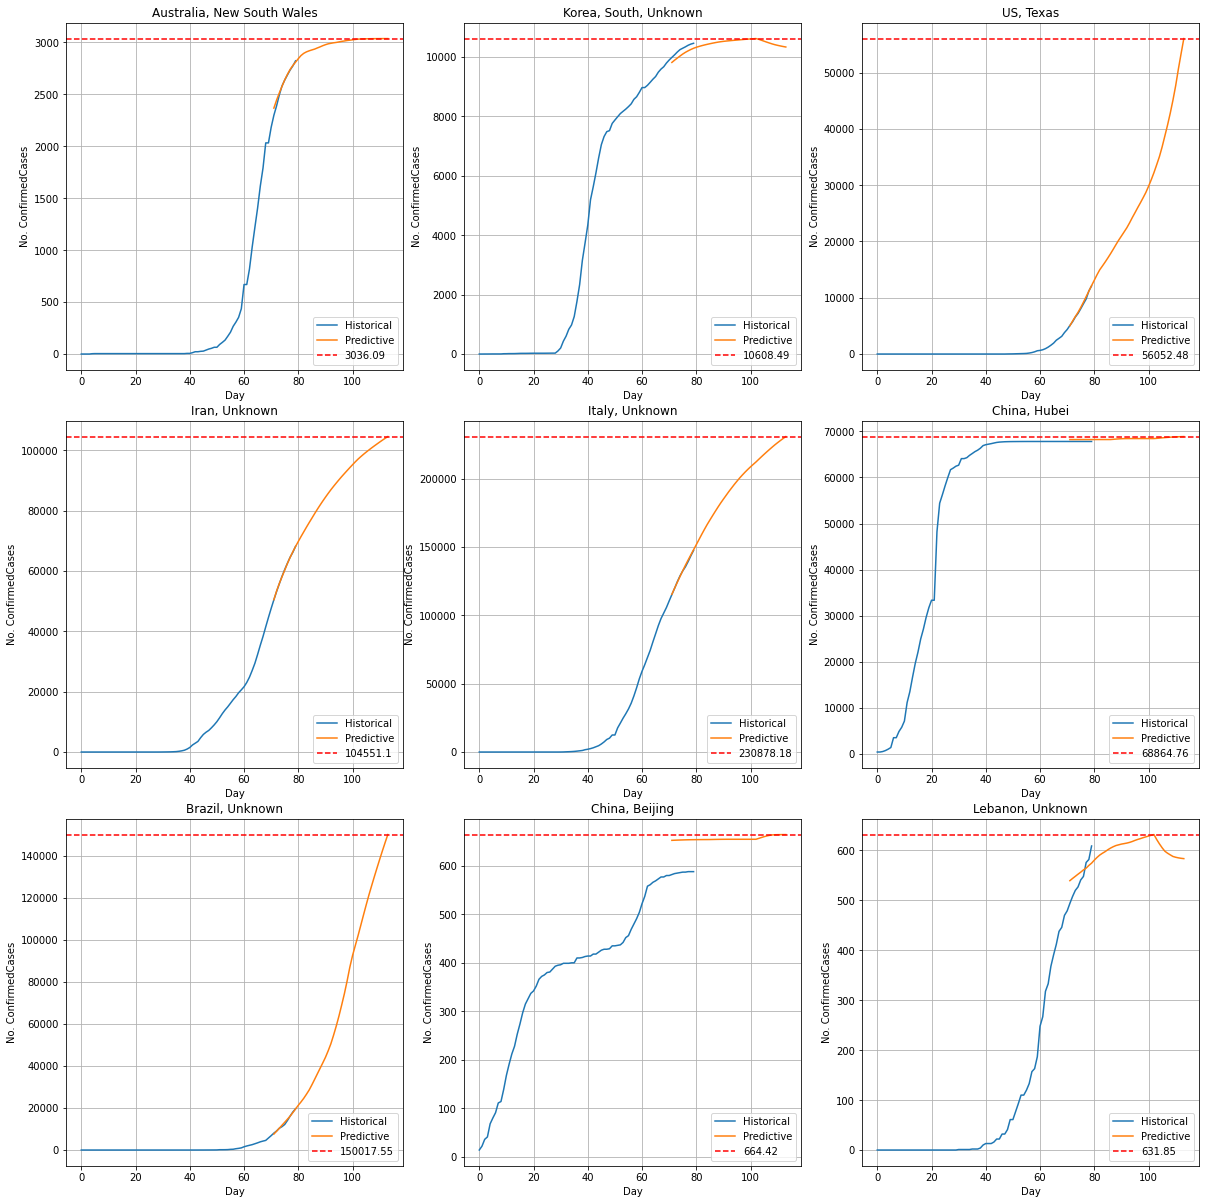 Australia, New South Wales
No. ConfirmedCases
3000
2500
2000
1500
1000
500
0
0 20 40 60 80 100
Day
Historical
Predictive
3036.09
Korea, South, Unknown
No. ConfirmedCases
10000
8000
6000
4000
2000
0
0 20 40 60 80 100
Day
Historical
Predictive
10608.49
US, Texas
No. ConfirmedCases
50000
40000
30000
20000
10000
0
0 20 40 60 80 100
Day
Historical
Predictive
56052.48
Iran, Unknown
No. ConfirmedCases
100000
80000
60000
40000
20000
0
0 20 40 60 80 100
Day
Historical
Predictive
104551.1
Italy, Unknown
No. ConfirmedCases
200000
150000
100000
50000
0
0 20 40 60 80 100
Day
Historical
Predictive
230878.18
China, Hubei
No. ConfirmedCases
70000
60000
50000
40000
30000
20000
10000
0
0 20 40 60 80 100
Day
Historical
Predictive
68864.76
Brazil, Unknown
No. ConfirmedCases
140000
120000
100000
80000
60000
40000
20000
0
0 20 40 60 80 100
Day
Historical
Predictive
150017.55
China, Beijing
No. ConfirmedCases
600
500
400
300
200
100
0
0 20 40 60 80 100
Day
Historical
Predictive
664.42
Lebanon, Unknown
No. ConfirmedCases
600
500
400
300
200
100
0
0 20 40 60 80 100
Day
Historical
Predictive
631.85